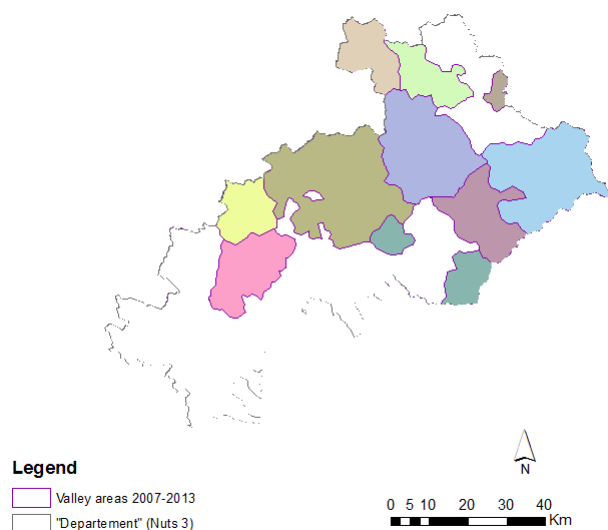 N
Legend
Valley areas 2007-2013
"Departement" (Nuts 3)
0 5 10 20 30 40
Km